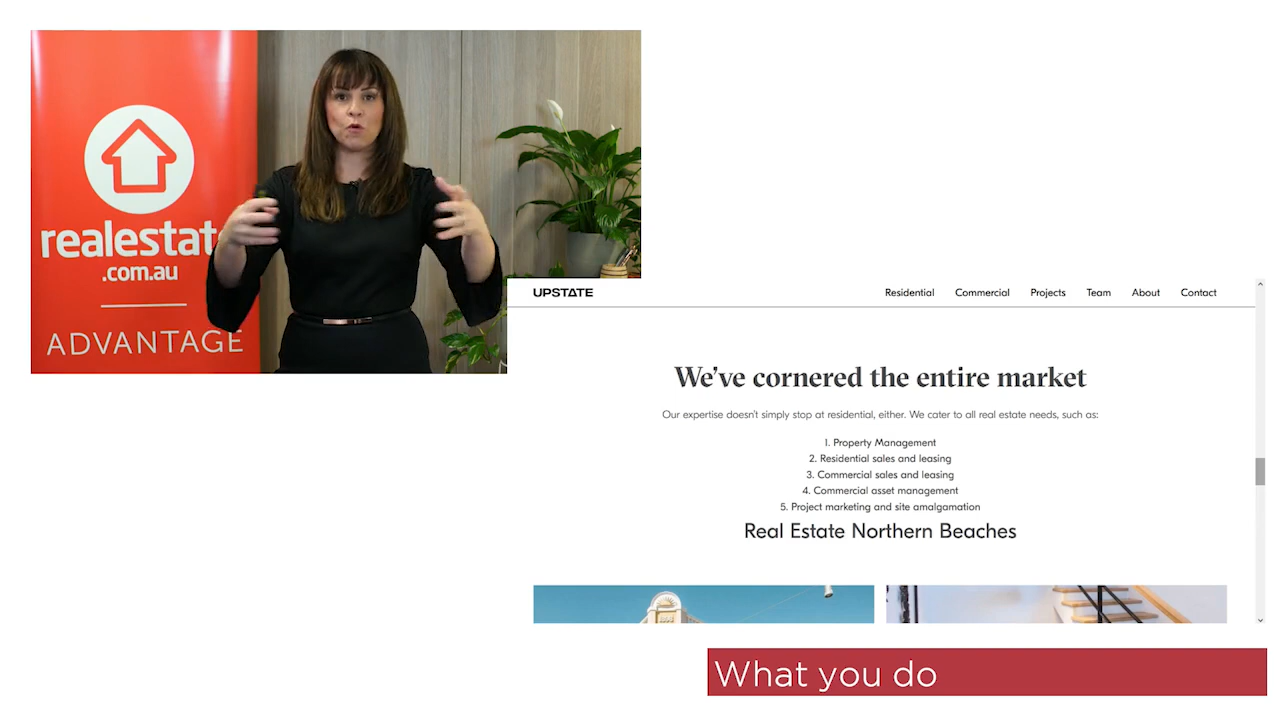 realestat
.com.au
ADVANTAGE
UPSTATE
Residential
Commercial
Projects
Team
About
Contact
We've cornered the entire market
Our expertise doesn't simply stop at residential, either. We cater to all real estate needs, such as:
1. Property Management
2. Residential sales and leasing
3. Commercial sales and leasing
4. Commercial asset management
5. Project marketing and site amalgamation
Real Estate Northern Beaches
What you do